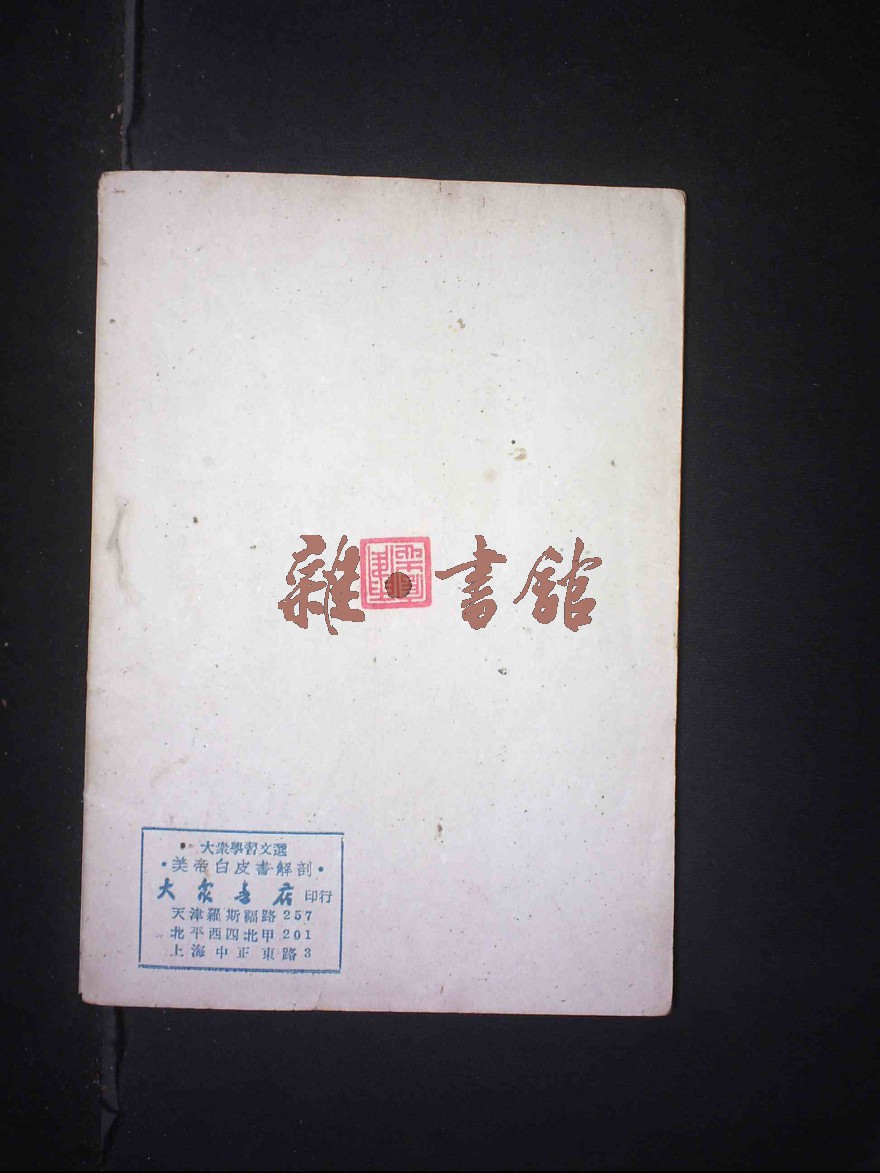 雜書館
大衆學習文選
·美帝白皮書解剖·
大衆書店 印行
天津羅斯福路257
北平西四北甲201
上海中正東路3